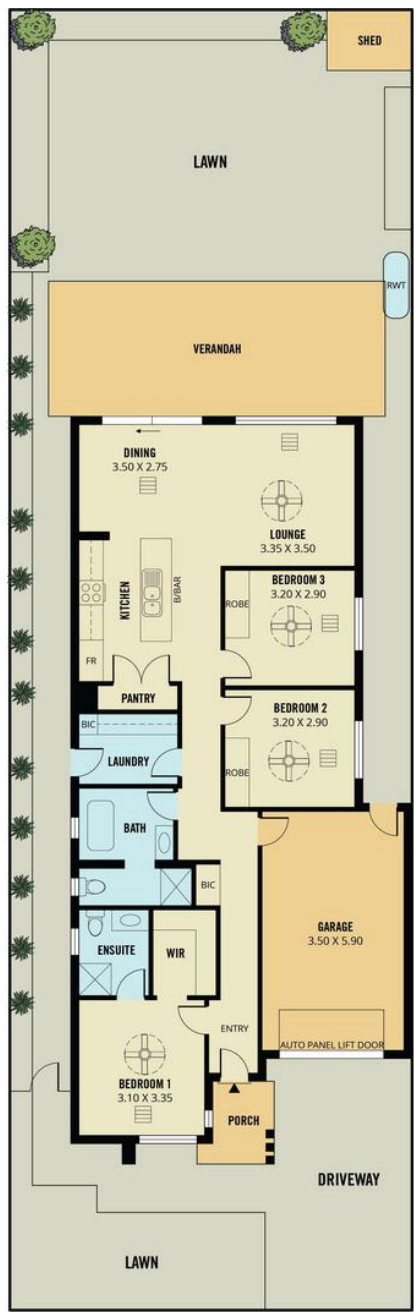 SHED
LAWN
RWT
VERANDAH
DINING
3.50 X 2.75
LOUNGE
3.35 X 3.50
KITCHEN
B/BAR
BEDROOM 3
3.20 X 2.90
ROBE
FR
PANTRY
BEDROOM 2
3.20 X 2.90
ROBE
BIC
LAUNDRY
BATH
BIC
GARAGE
3.50 X 5.90
ENSUITE
WIR
ENTRY
AUTO PANEL LIFT DOOR
BEDROOM 1
3.10 X 3.35
PORCH
DRIVEWAY
LAWN